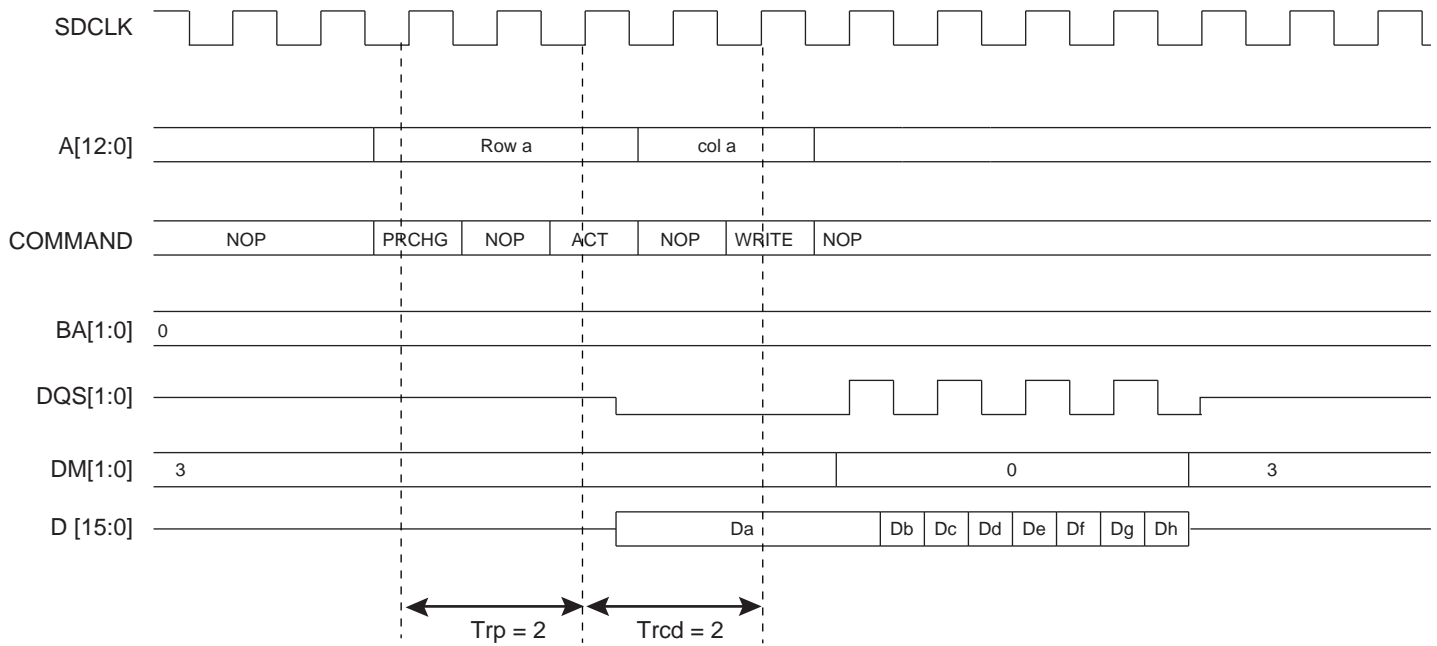 SDCLK
A[12:0] Row a col a
COMMAND NOP PRCHG NOP ACT NOP WRITE NOP
BA[1:0] 0
DQS[1:0]
DM[1:0] 3 0 3
D [15:0] Da Db Dc Dd De Df Dg Dh
Trp = 2 Trcd = 2